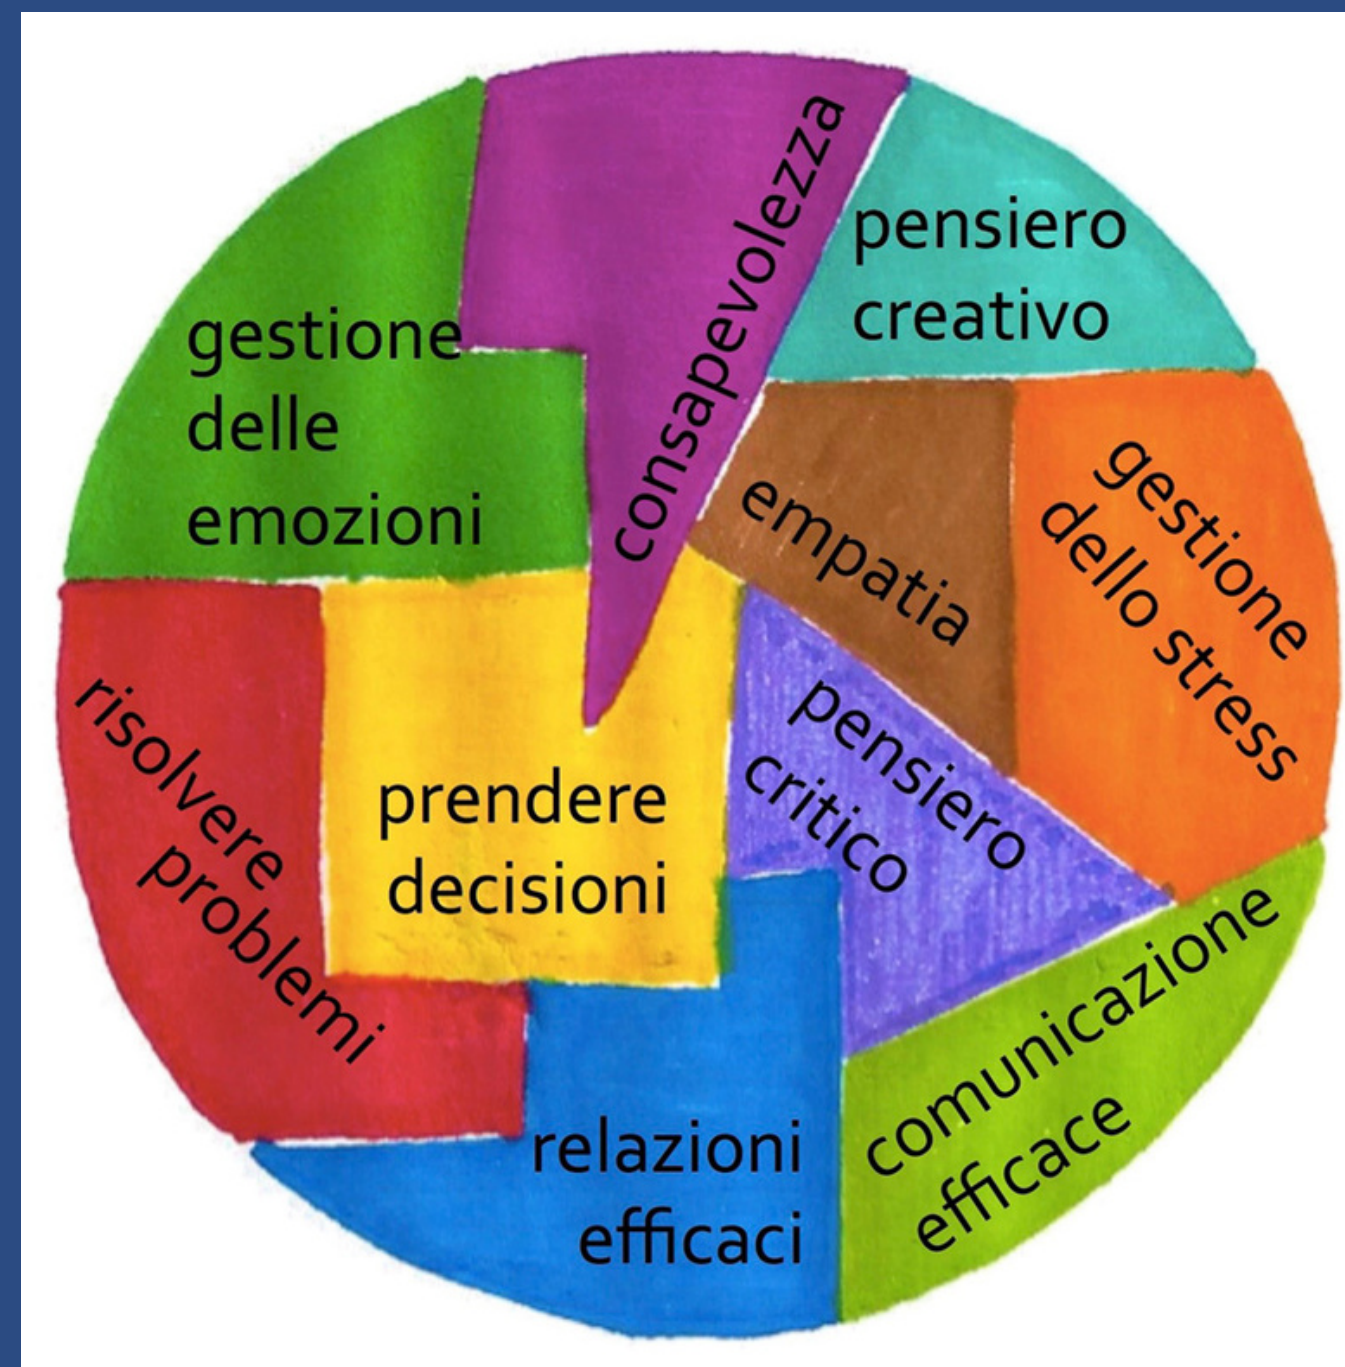 consapevolezza
pensiero
creativo
gestione
delle
emozioni
empatia
gestione
dello stress
risolvere
problemi
prendere
decisioni
pensiero
critico
comunicazione
efficace
relazioni
efficaci